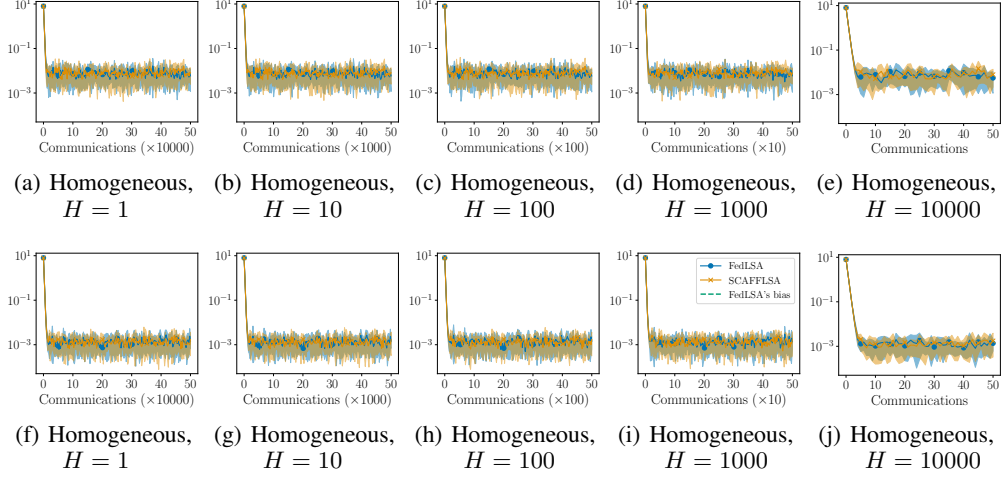 10^1
10^{-1}
10^{-3}
0 10 20 30 40 50
Communications (×10000)
(a) Homogeneous,
H = 1
10^1
10^{-1}
10^{-3}
0 10 20 30 40 50
Communications (×1000)
(b) Homogeneous,
H = 10
10^1
10^{-1}
10^{-3}
0 10 20 30 40 50
Communications (×100)
(c) Homogeneous,
H = 100
10^1
10^{-1}
10^{-3}
0 10 20 30 40 50
Communications (×10)
(d) Homogeneous,
H = 1000
10^1
10^{-1}
10^{-3}
0 10 20 30 40 50
Communications
(e) Homogeneous,
H = 10000
10^1
10^{-1}
10^{-3}
0 10 20 30 40 50
Communications (×10000)
(f) Homogeneous,
H = 1
10^1
10^{-1}
10^{-3}
0 10 20 30 40 50
Communications (×1000)
(g) Homogeneous,
H = 10
10^1
10^{-1}
10^{-3}
0 10 20 30 40 50
Communications (×100)
(h) Homogeneous,
H = 100
10^1
10^{-1}
10^{-3}
FedLSA
SCAFFLSA
FedLSA's bias
0 10 20 30 40 50
Communications (×10)
(i) Homogeneous,
H = 1000
10^1
10^{-1}
10^{-3}
0 10 20 30 40 50
Communications
(j) Homogeneous,
H = 10000